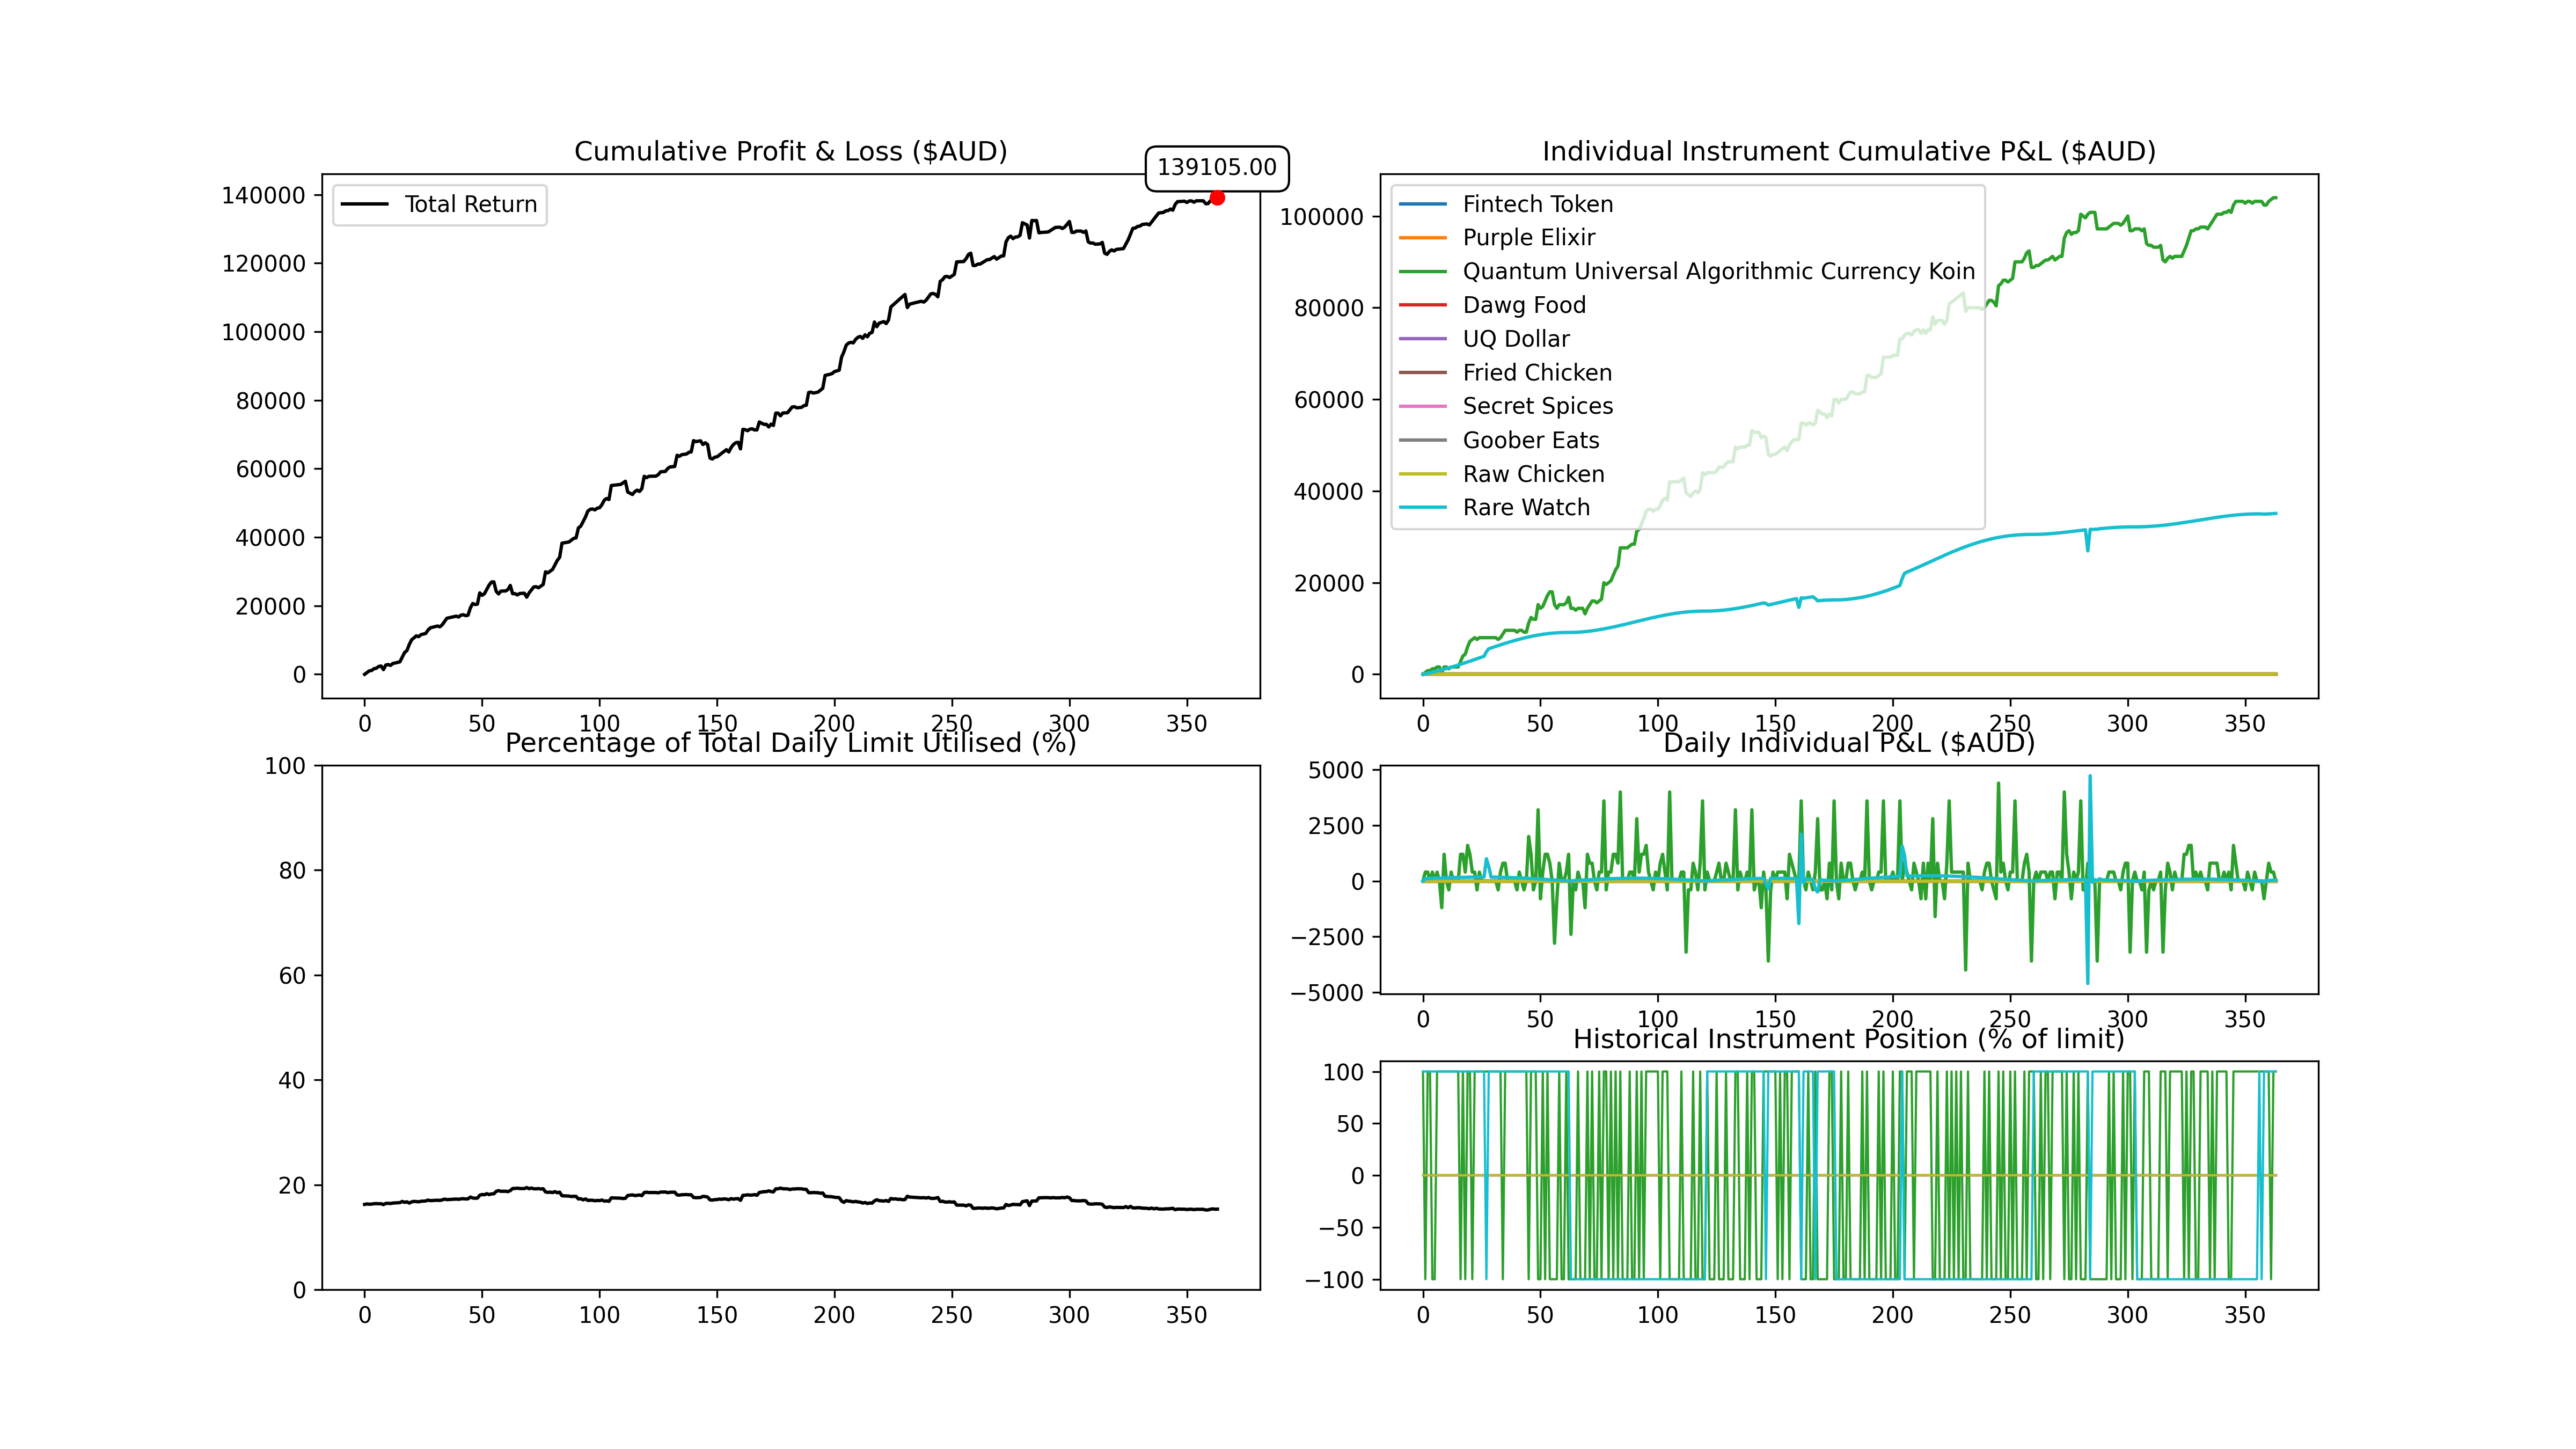 Cumulative Profit & Loss ($AUD)
139105.00
Total Return
140000
120000
100000
80000
60000
40000
20000
0
0 50 100 150 200 250 300 350
Individual Instrument Cumulative P&L ($AUD)
Fintech Token
Purple Elixir
Quantum Universal Algorithmic Currency Koin
Dawg Food
UQ Dollar
Fried Chicken
Secret Spices
Goober Eats
Raw Chicken
Rare Watch
100000
80000
60000
40000
20000
0
0 50 100 150 200 250 300 350
Percentage of Total Daily Limit Utilised (%)
100
80
60
40
20
0
0 50 100 150 200 250 300 350
Daily Individual P&L ($AUD)
5000
2500
0
−2500
−5000
0 50 100 150 200 250 300 350
Historical Instrument Position (% of limit)
100
50
0
−50
−100
0 50 100 150 200 250 300 350